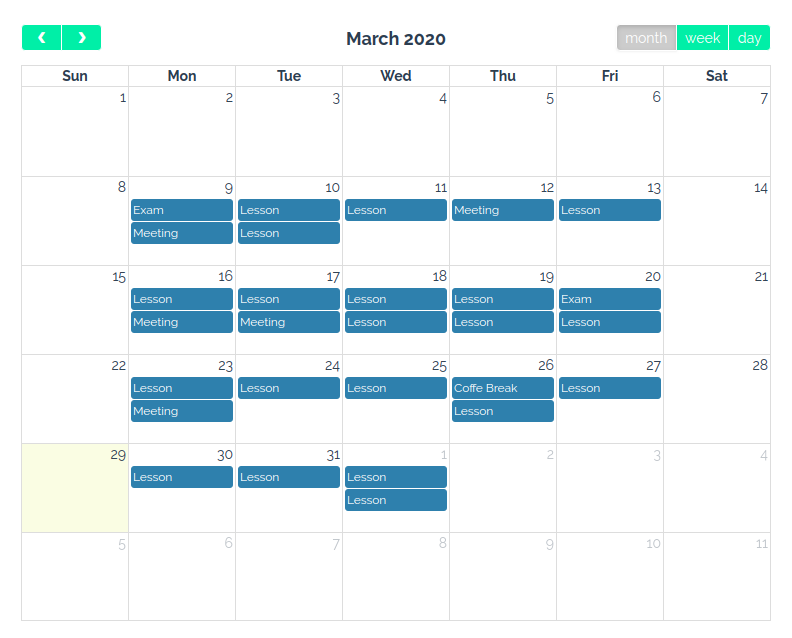 March 2020
month week day
Sun Mon Tue Wed Thu Fri Sat
1 2 3 4 5 6 7
8 9 10 11 12 13 14
Exam Lesson Lesson Meeting Lesson
Meeting Lesson
15 16 17 18 19 20 21
Lesson Lesson Lesson Lesson Exam
Meeting Meeting Lesson Lesson Lesson
22 23 24 25 26 27 28
Lesson Lesson Lesson Coffe Break Lesson
Meeting Lesson
29 30 31 1 2 3 4
Lesson Lesson Lesson
Lesson
5 6 7 8 9 10 11